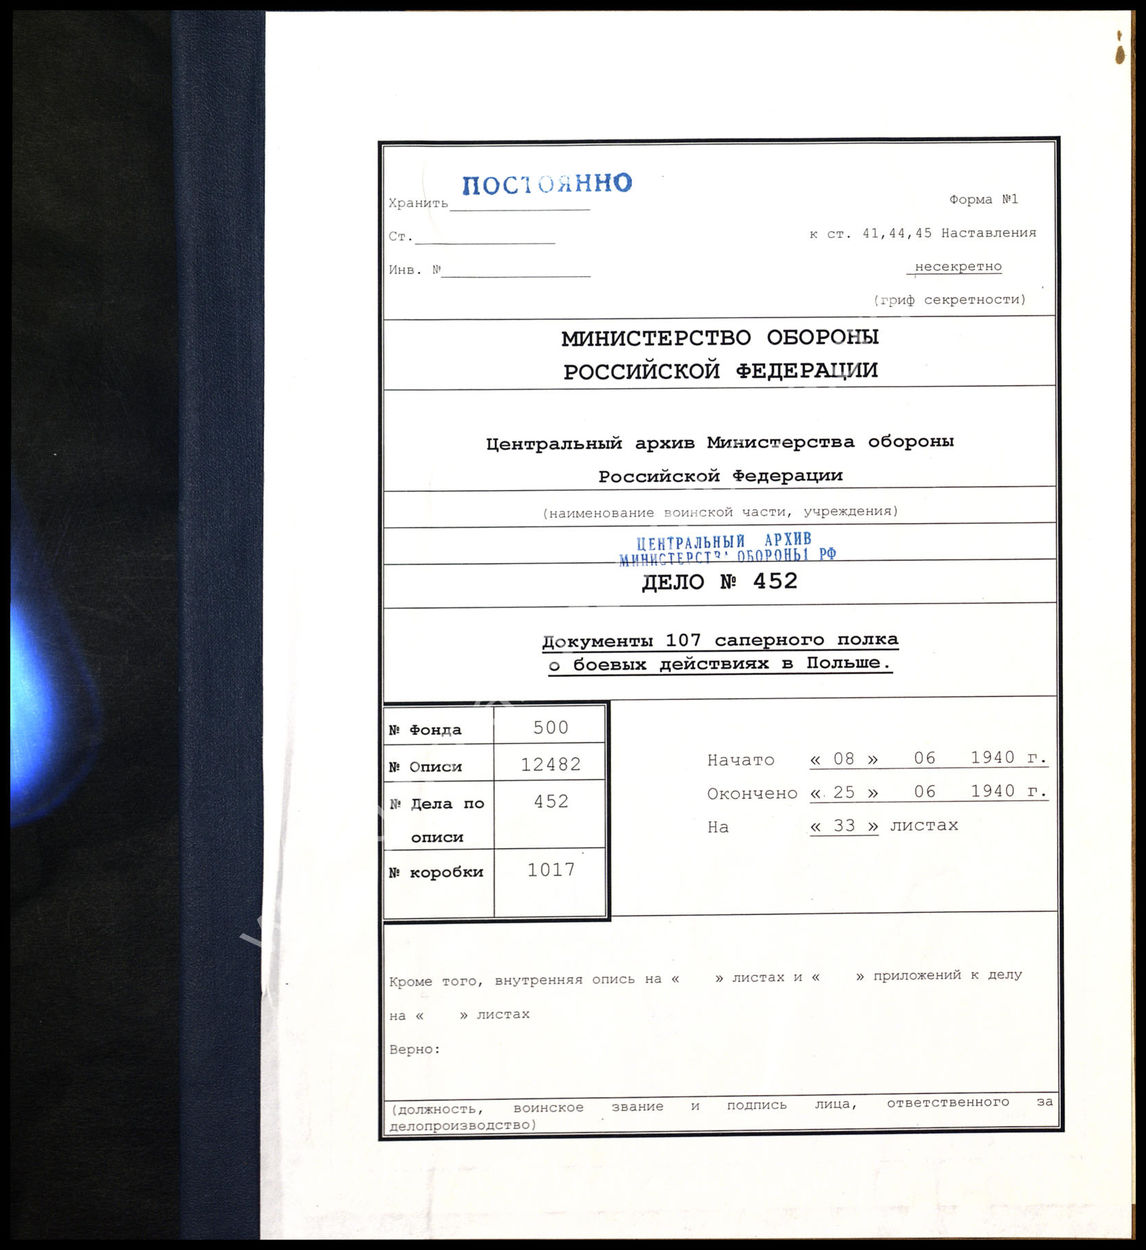 ПОСТОЯННО
Хранить
Форма №1
Ст.
к ст. 41,44,45 Наставления
Инв. №
несекретно
(гриф секретности)
МИНИСТЕРСТВО ОБОРОНЫ
РОССИЙСКОЙ ФЕДЕРАЦИИ
Центральный архив Министерства обороны
Российской Федерации
(наименование воинской части, учреждения)
ЦЕНТРАЛЬНЫЙ АРХИВ
МИНИСТЕРСТВА ОБОРОНЫ РФ
ДЕЛО № 452
Документы 107 саперного полка
о боевых действиях в Польше.
№ Фонда 500
№ Описи 12482
№ Дела по описи 452
№ коробки 1017
Начато « 08 » 06 1940 г.
Окончено « 25 » 06 1940 г.
На « 33 » листах
Кроме того, внутренняя опись на « » листах и « » приложений к делу
на « » листах
Верно:
(должность, воинское звание и подпись лица, ответственного за
делопроизводство)